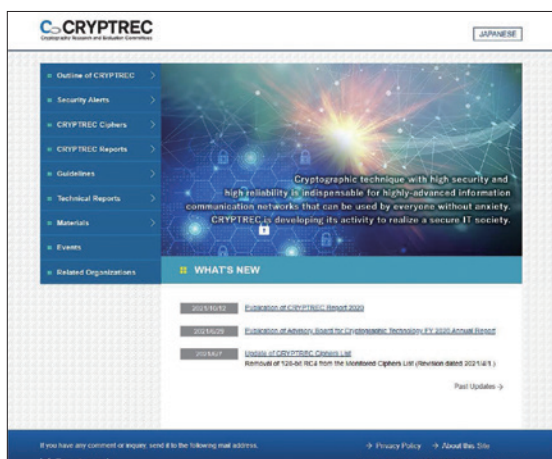 CRYPTREC
Cryptography Research and Evaluation Committees
JAPANESE
Outline of CRYPTREC
Security Alerts
CRYPTREC Ciphers
CRYPTREC Reports
Guidelines
Technical Reports
Materials
Events
Related Organizations
Cryptographic technique with high security and
high reliability is indispensable for highly-advanced information
communication networks that can be used by everyone without anxiety.
CRYPTREC is developing its activity to realize a secure IT society.
WHAT'S NEW
2021/10/12 Publication of CRYPTREC Report 2020
Publication of Advisory Board for Cryptographic Technology FY 2020 Annual Report
Update of CRYPTREC Ciphers List
Removal of 128-bit RC4 from the Monitored Ciphers List (Revision dated 2021/4/1.)
Past Updates
If you have any comment or inquiry, send it to the following mail address.
Privacy Policy
About this Site